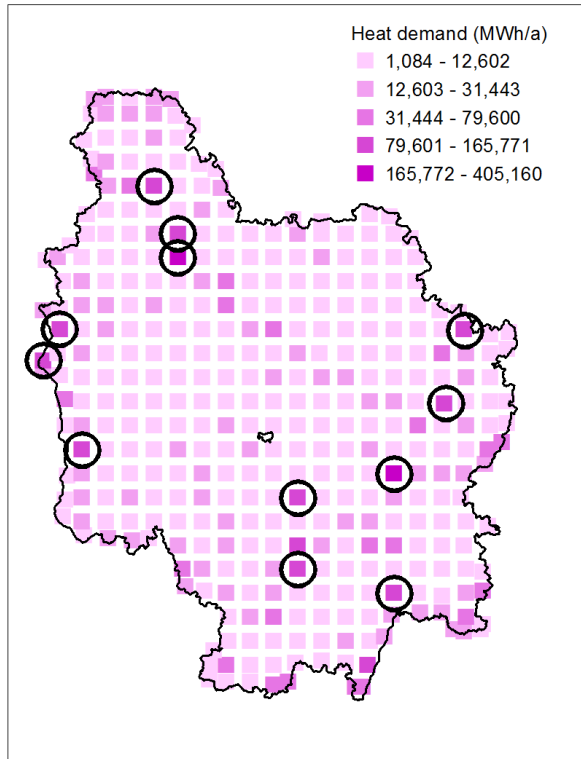 Heat demand (MWh/a)
1,084 - 12,602
12,603 - 31,443
31,444 - 79,600
79,601 - 165,771
165,772 - 405,160